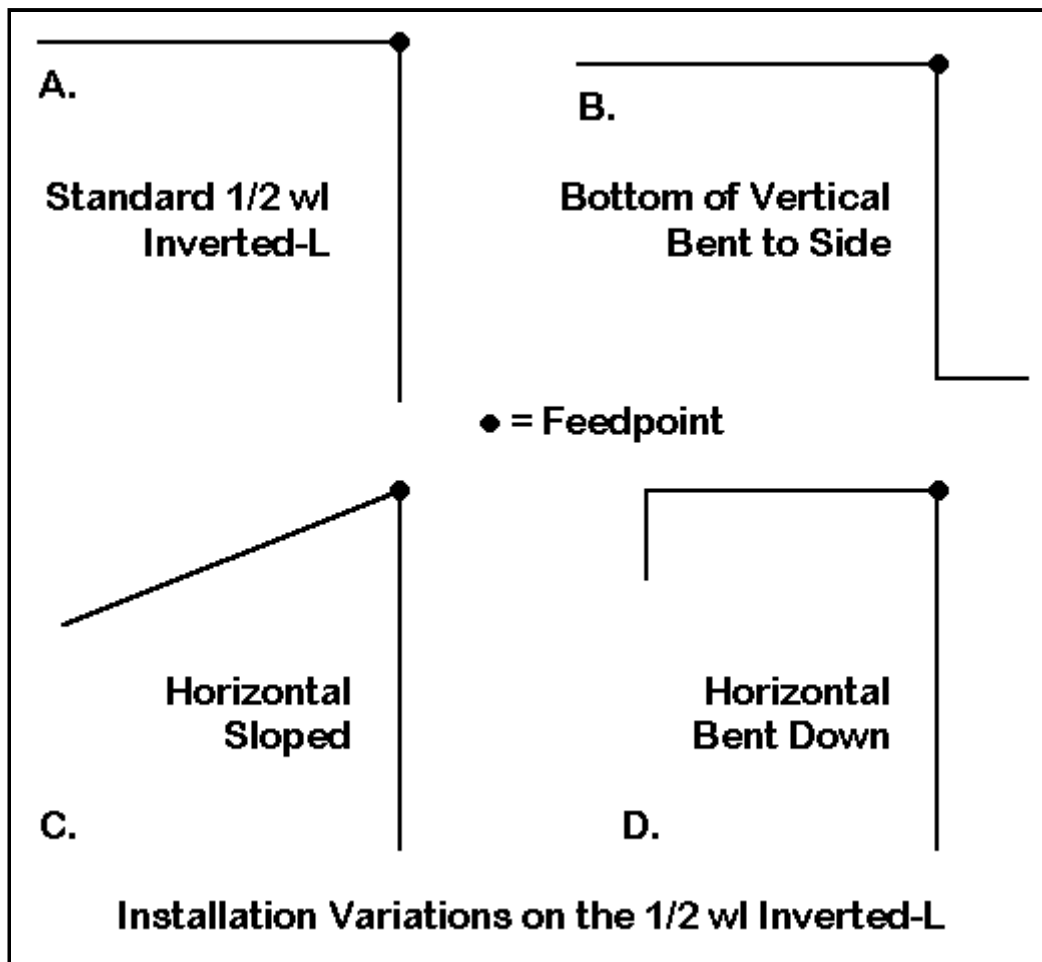 A.
Standard 1/2 wl
Inverted-L
B.
Bottom of Vertical
Bent to Side
= Feedpoint
Horizontal
Sloped
C.
Horizontal
Bent Down
D.
Installation Variations on the 1/2 wl Inverted-L